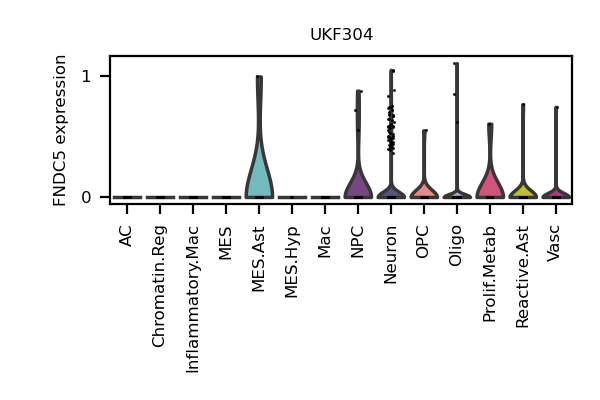 UKF304
FNDC5 expression
1
0
AC
Chromatin.Reg
Inflammatory.Mac
MES
MES.Ast
MES.Hyp
Mac
NPC
Neuron
OPC
Oligo
Prolif.Metab
Reactive.Ast
Vasc